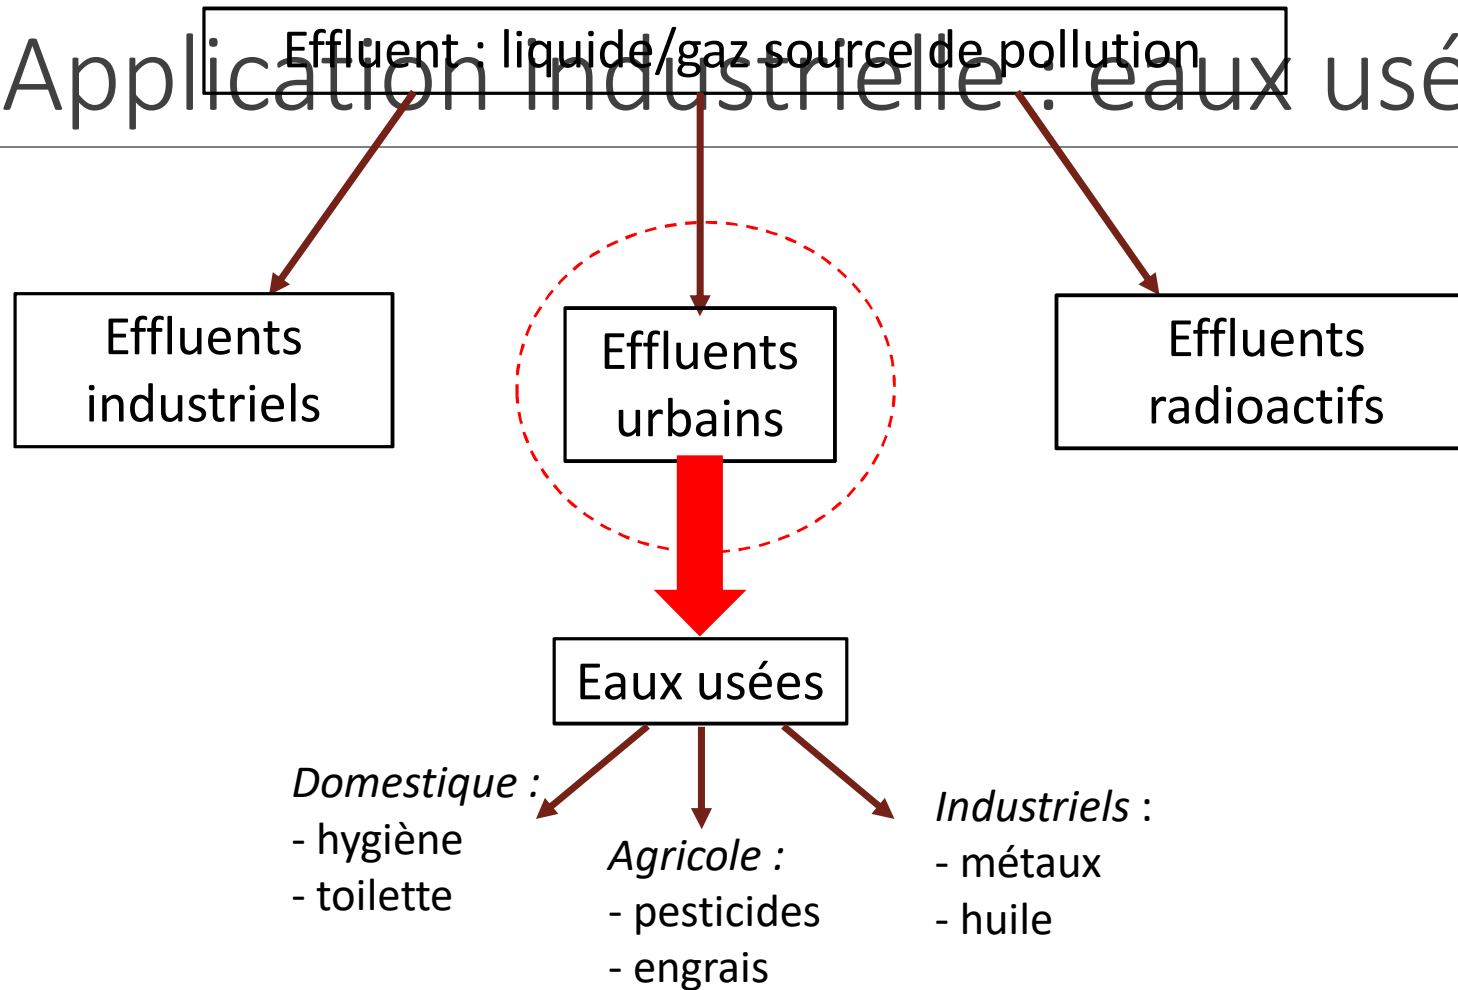 Application industrielle : eaux usé
Effluent : liquide/gaz source de pollution
Effluents
industriels
Effluents
urbains
Effluents
radioactifs
Eaux usées
Domestique :
- hygiène
- toilette
Agricole :
- pesticides
- engrais
Industriels :
- métaux
- huile